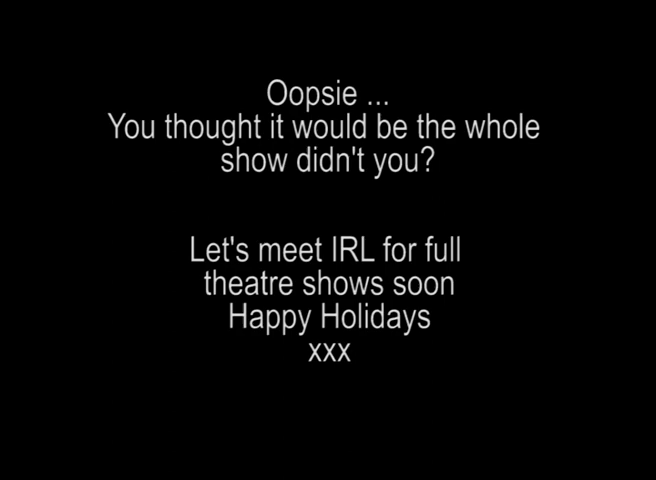 Oopsie ...
You thought it would be the whole
show didn't you?
Let's meet IRL for full
theatre shows soon
Happy Holidays
xxx